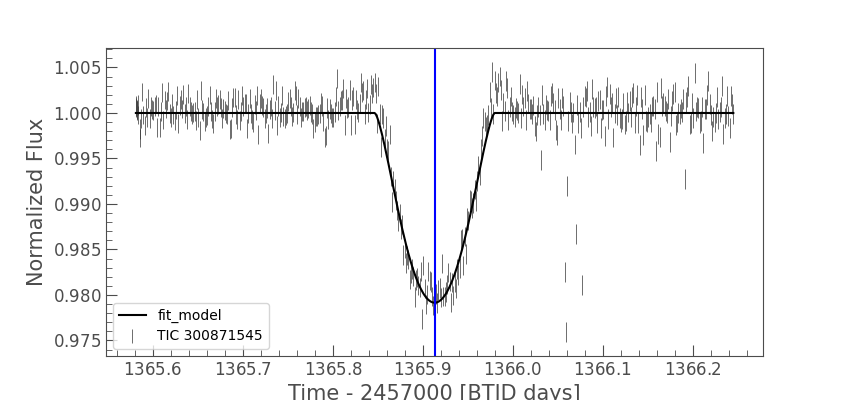 1.005
1.000
0.995
0.990
0.985
0.980
0.975
Normalized Flux
fit_model
TIC 300871545
1365.6 1365.7 1365.8 1365.9 1366.0 1366.1 1366.2
Time - 2457000 [BTJD days]